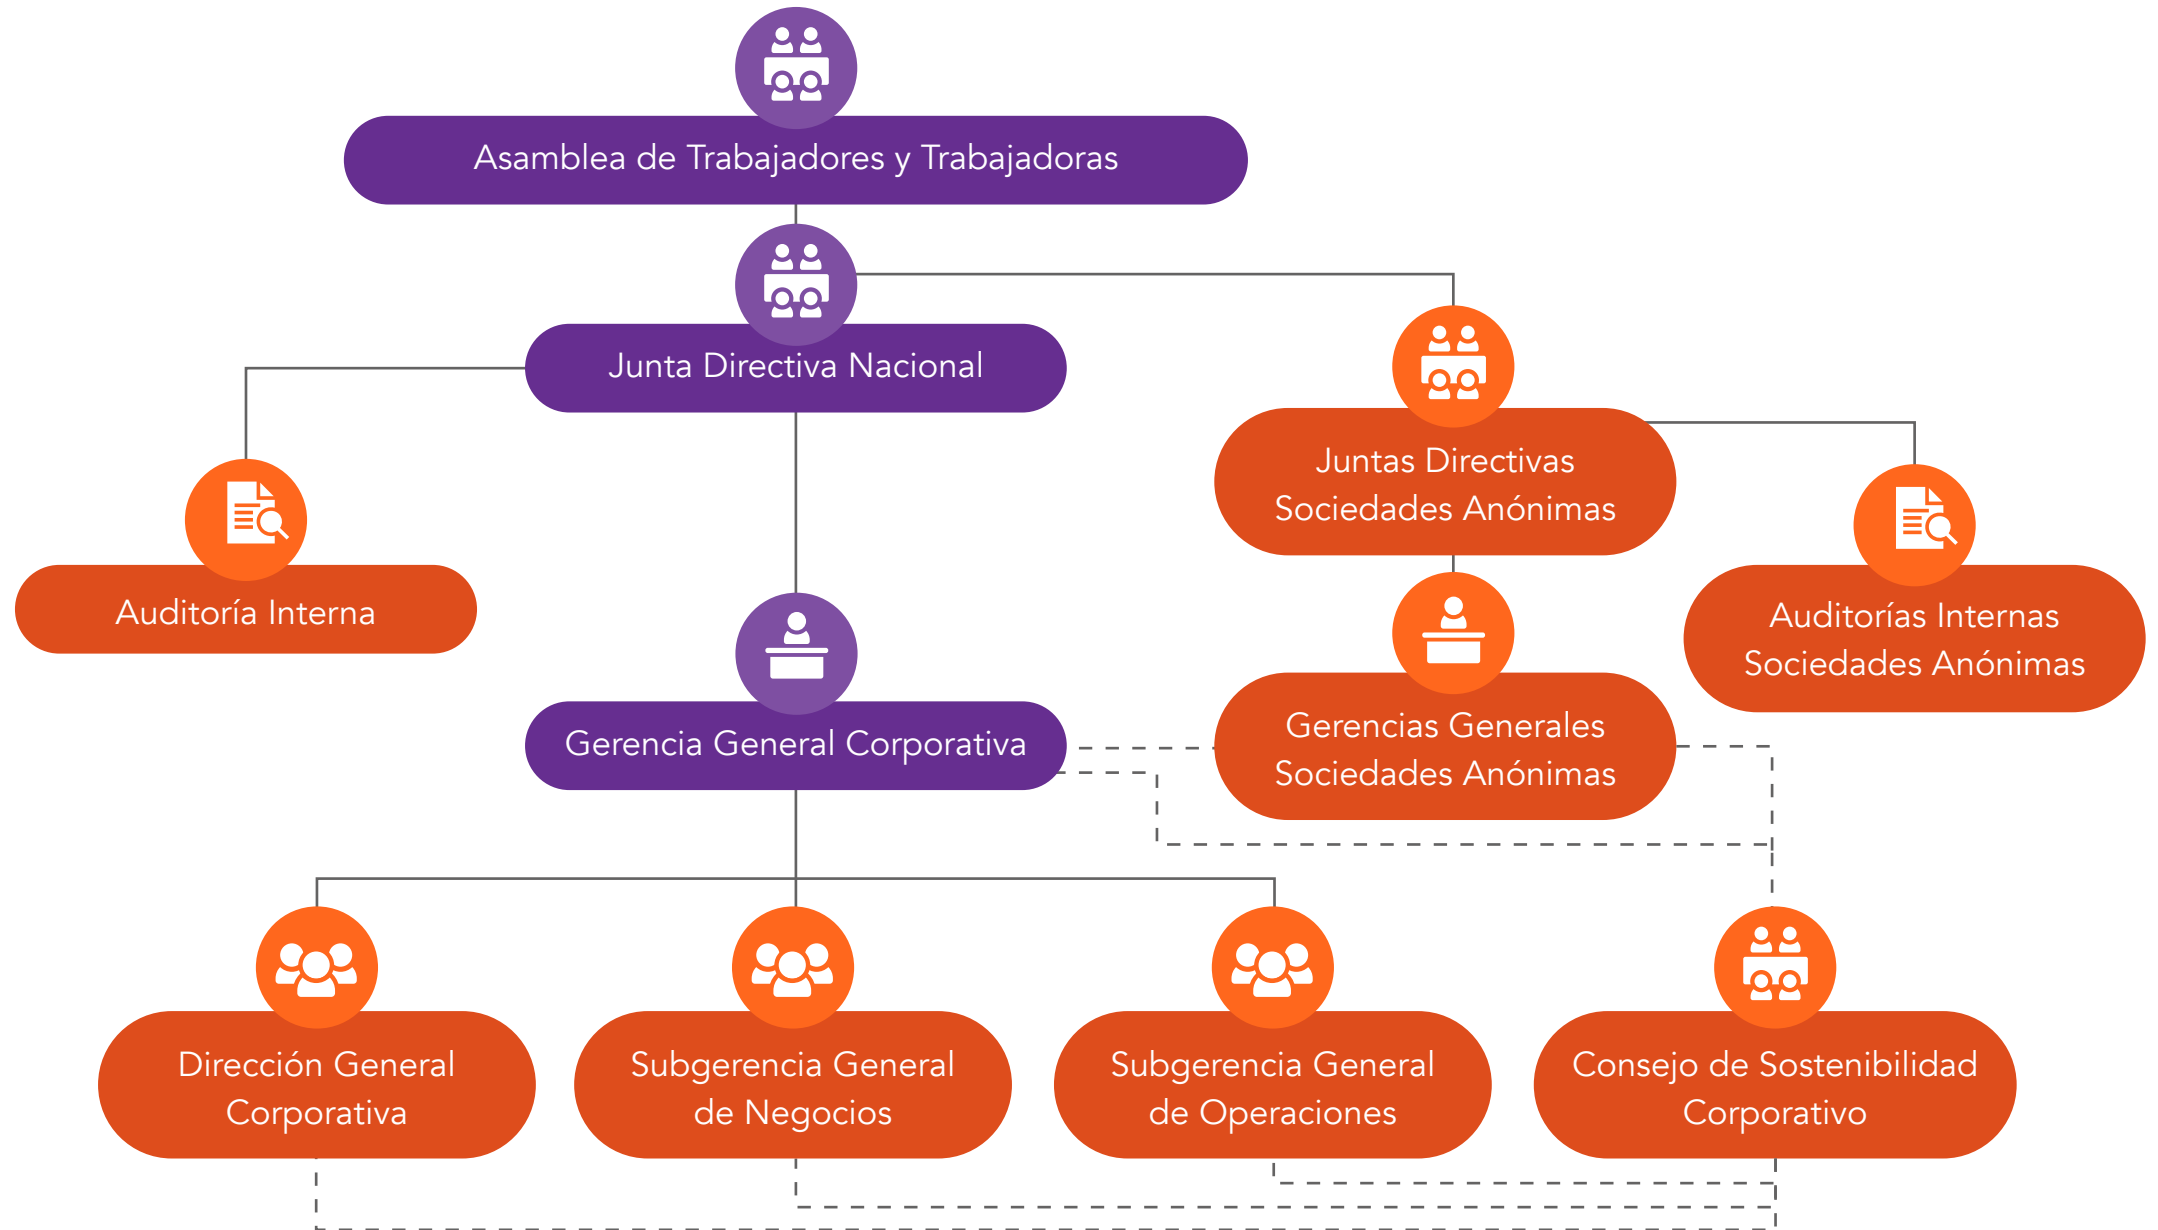 Asamblea de Trabajadores y Trabajadoras
Junta Directiva Nacional
Juntas Directivas
Sociedades Anónimas
Auditoría Interna
Auditorías Internas
Sociedades Anónimas
Gerencia General Corporativa
Gerencias Generales
Sociedades Anónimas
Dirección General
Corporativa
Subgerencia General
de Negocios
Subgerencia General
de Operaciones
Consejo de Sostenibilidad
Corporativo